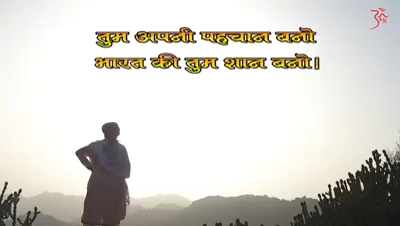 तुम अपनी पहचान बनो
भारत की तुम शान बनो।
ॐ